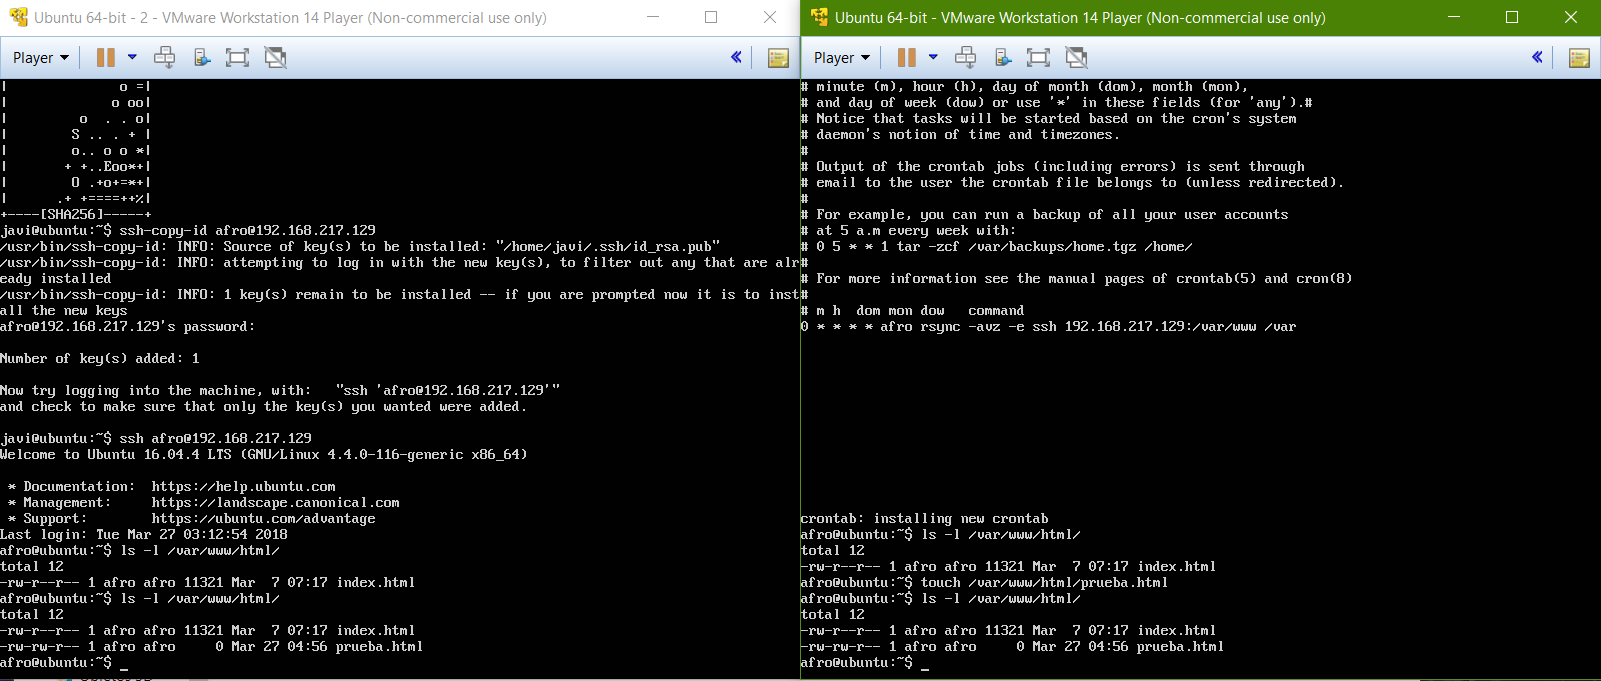 Ubuntu 64-bit - 2 - VMware Workstation 14 Player (Non-commercial use only)
Player
|              o =|
|             o oo|
|         o  . . o|
|        S .. . + |
|        o.. o o *|
|       + +..Eoo*+|
|        O .+o+=*+|
|      .+ +====++%|
+----[SHA256]-----+
javi@ubuntu:~$ ssh-copy-id afro@192.168.217.129
/usr/bin/ssh-copy-id: INFO: Source of key(s) to be installed: "/home/javi/.ssh/id_rsa.pub"
/usr/bin/ssh-copy-id: INFO: attempting to log in with the new key(s), to filter out any that are alr
eady installed
/usr/bin/ssh-copy-id: INFO: 1 key(s) remain to be installed -- if you are prompted now it is to inst
all the new keys
afro@192.168.217.129's password:
Number of key(s) added: 1
Now try logging into the machine, with:   "ssh 'afro@192.168.217.129'"
and check to make sure that only the key(s) you wanted were added.
javi@ubuntu:~$ ssh afro@192.168.217.129
Welcome to Ubuntu 16.04.4 LTS (GNU/Linux 4.4.0-116-generic x86_64)
 * Documentation:  https://help.ubuntu.com
 * Management:     https://landscape.canonical.com
 * Support:        https://ubuntu.com/advantage
Last login: Tue Mar 27 03:12:54 2018
afro@ubuntu:~$ ls -l /var/www/html/
total 12
-rw-r--r-- 1 afro afro 11321 Mar  7 07:17 index.html
afro@ubuntu:~$ ls -l /var/www/html/
total 12
-rw-r--r-- 1 afro afro 11321 Mar  7 07:17 index.html
-rw-rw-r-- 1 afro afro     0 Mar 27 04:56 prueba.html
afro@ubuntu:~$ _
Ubuntu 64-bit - VMware Workstation 14 Player (Non-commercial use only)
Player
# minute (m), hour (h), day of month (dom), month (mon),
# and day of week (dow) or use '*' in these fields (for 'any').#
# Notice that tasks will be started based on the cron's system
# daemon's notion of time and timezones.
#
# Output of the crontab jobs (including errors) is sent through
# email to the user the crontab file belongs to (unless redirected).
#
# For example, you can run a backup of all your user accounts
# at 5 a.m every week with:
# 0 5 * * 1 tar -zcf /var/backups/home.tgz /home/
#
# For more information see the manual pages of crontab(5) and cron(8)
#
# m h  dom mon dow   command
0 * * * * afro rsync -avz -e ssh 192.168.217.129:/var/www /var
crontab: installing new crontab
afro@ubuntu:~$ ls -l /var/www/html/
total 12
-rw-r--r-- 1 afro afro 11321 Mar  7 07:17 index.html
afro@ubuntu:~$ touch /var/www/html/prueba.html
afro@ubuntu:~$ ls -l /var/www/html/
total 12
-rw-r--r-- 1 afro afro 11321 Mar  7 07:17 index.html
-rw-rw-r-- 1 afro afro     0 Mar 27 04:56 prueba.html
afro@ubuntu:~$ _